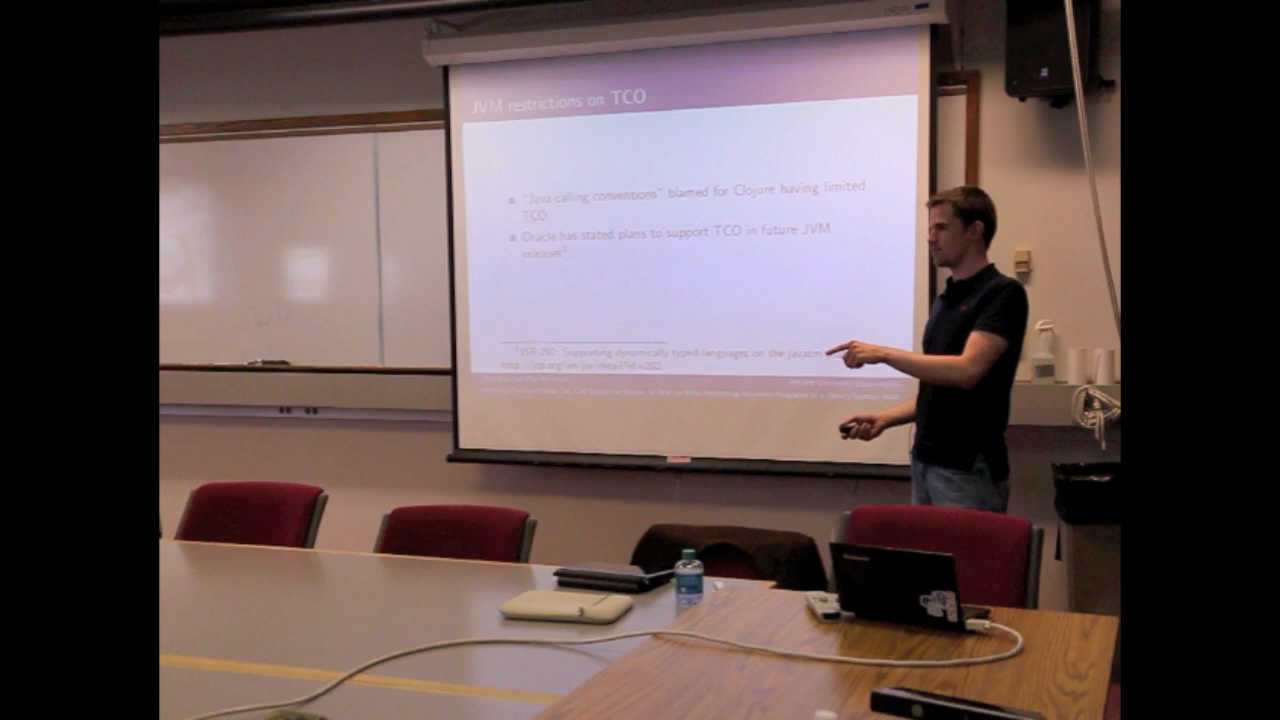 JVM restrictions on TCO
"Java calling conventions" blamed for Clojure having limited
TCO.
Oracle has stated plans to support TCO in future JVM
releases¹.
JSR 292: Supporting dynamically typed languages on the
http://jcp.org/en/jsr/detail?id=292